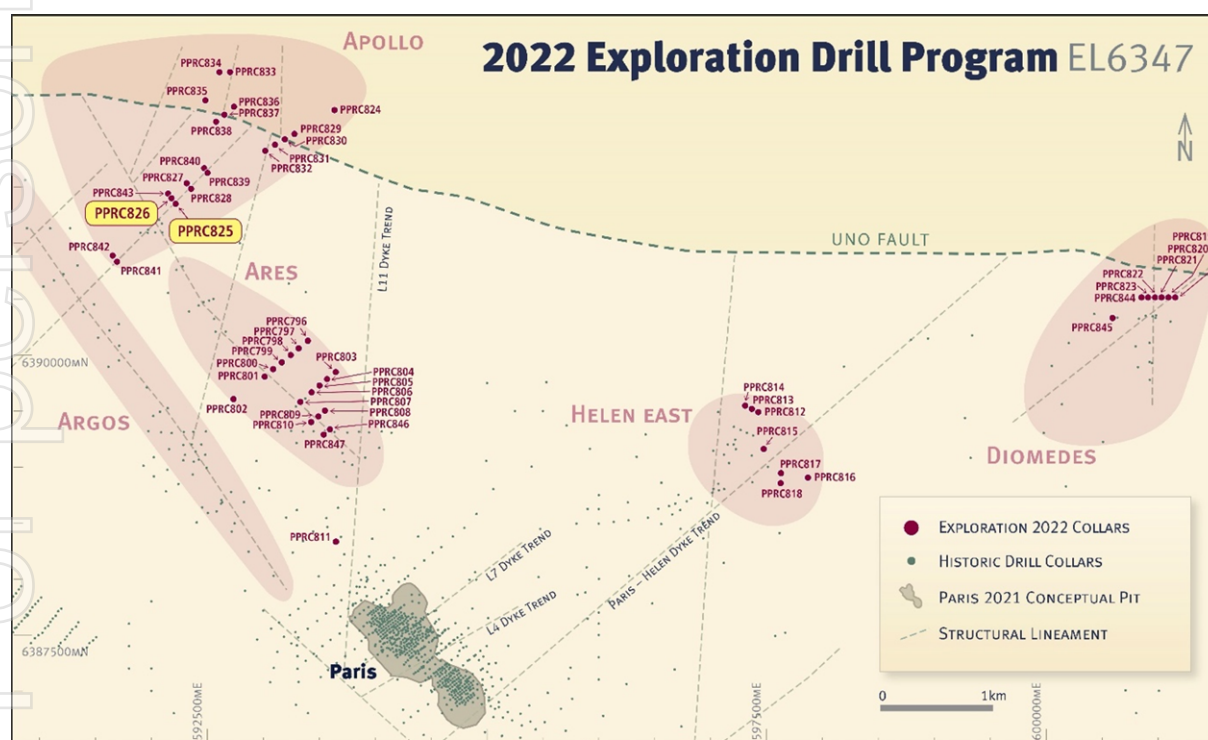 APOLLO
2022 Exploration Drill Program EL6347
PPRC834
PPRC833
PPRC835
PPRC836
PPRC837
PPRC824
PPRC838
PPRC829
PPRC830
PPRC831
PPRC832
N
PPRC840
PPRC827
PPRC839
PPRC843
PPRC828
PPRC826
PPRC825
L11 DYKE TREND
UNO FAULT
PPRC842
PPRC841
ARES
PPRC820
PPRC821
PPRC822
PPRC823
PPRC844
PPRC845
PPRC796
PPRC797
PPRC798
PPRC799
PPRC800
PPRC801
PPRC802
PPRC803
PPRC804
PPRC805
PPRC806
PPRC807
PPRC808
PPRC809
PPRC810
PPRC846
PPRC847
6390000MN
ARGOS
HELEN EAST
PPRC814
PPRC813
PPRC812
PPRC815
PPRC817
PPRC816
PPRC818
DIOMEDES
PPRC811
L7 DYKE TREND
L4 DYKE TREND
PARIS – HELEN DYKE TREND
EXPLORATION 2022 COLLARS
HISTORIC DRILL COLLARS
PARIS 2021 CONCEPTUAL PIT
STRUCTURAL LINEAMENT
6387500MN
Paris
0 1km
592500ME
597500ME
600000ME